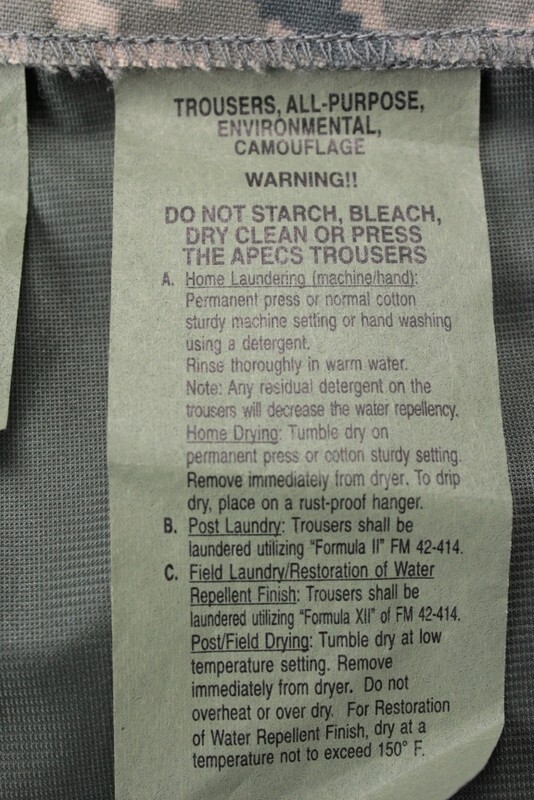 TROUSERS, ALL-PURPOSE,
ENVIRONMENTAL,
CAMOUFLAGE
WARNING!!
DO NOT STARCH, BLEACH,
DRY CLEAN OR PRESS
THE APECS TROUSERS
A. Home Laundering (machine/hand):
Permanent press or normal cotton
sturdy machine setting or hand washing
using a detergent.
Rinse thoroughly in warm water.
Note: Any residual detergent on the
trousers will decrease the water repellency.
Home Drying: Tumble dry on
permanent press or cotton sturdy setting.
Remove immediately from dryer. To drip
dry, place on a rust-proof hanger.
B. Post Laundry: Trousers shall be
laundered utilizing “Formula II” FM 42-414.
C. Field Laundry/Restoration of Water
Repellent Finish: Trousers shall be
laundered utilizing “Formula XII” of FM 42-414.
Post/Field Drying: Tumble dry at low
temperature setting. Remove
immediately from dryer. Do not
overheat or over dry. For Restoration
of Water Repellent Finish, dry at a
temperature not to exceed 150° F.